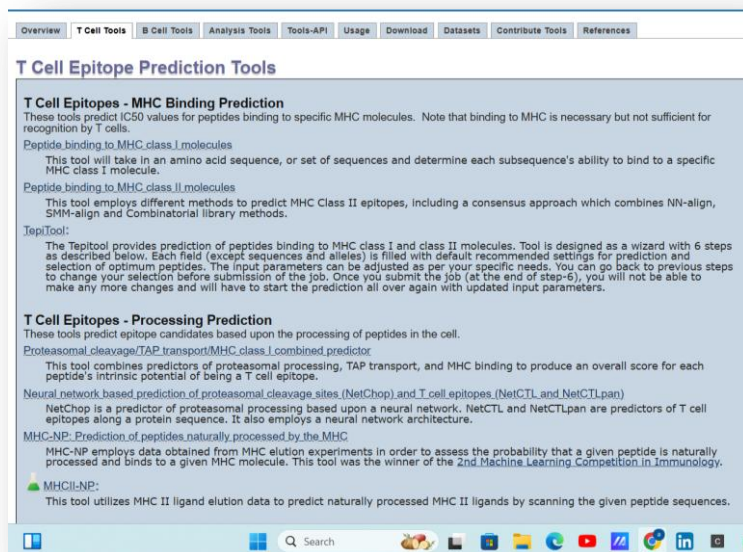 Overview T Cell Tools B Cell Tools Analysis Tools Tools-API Usage Download Datasets Contribute Tools References
T Cell Epitope Prediction Tools
T Cell Epitopes - MHC Binding Prediction
These tools predict IC50 values for peptides binding to specific MHC molecules. Note that binding to MHC is necessary but not sufficient for
recognition by T cells.
Peptide binding to MHC class I molecules
This tool will take in an amino acid sequence, or set of sequences and determine each subsequence's ability to bind to a specific
MHC class I molecule.
Peptide binding to MHC class II molecules
This tool employs different methods to predict MHC Class II epitopes, including a consensus approach which combines NN-align,
SMM-align and Combinatorial library methods.
TepiTool:
The Tepitool provides prediction of peptides binding to MHC class I and class II molecules. Tool is designed as a wizard with 6 steps
as described below. Each field (except sequences and alleles) is filled with default recommended settings for prediction and
selection of optimum peptides. The input parameters can be adjusted as per your specific needs. You can go back to previous steps
to change your selection before submission of the job. Once you submit the job (at the end of step-6), you will not be able to
make any more changes and will have to start the prediction all over again with updated input parameters.
T Cell Epitopes - Processing Prediction
These tools predict epitope candidates based upon the processing of peptides in the cell.
Proteasomal cleavage/TAP transport/MHC class I combined predictor
This tool combines predictors of proteasomal processing, TAP transport, and MHC binding to produce an overall score for each
peptide's intrinsic potential of being a T cell epitope.
Neural network based prediction of proteasomal cleavage sites (NetChop) and T cell epitopes (NetCTL and NetCTLpan)
NetChop is a predictor of proteasomal processing based upon a neural network. NetCTL and NetCTLpan are predictors of T cell
epitopes along a protein sequence. It also employs a neural network architecture.
MHC-NP: Prediction of peptides naturally processed by the MHC
MHC-NP employs data obtained from MHC elution experiments in order to assess the probability that a given peptide is naturally
processed and binds to a given MHC molecule. This tool was the winner of the 2nd Machine Learning Competition in Immunology.
MHCII-NP:
This tool utilizes MHC II ligand elution data to predict naturally processed MHC II ligands by scanning the given peptide sequences.
Search
in